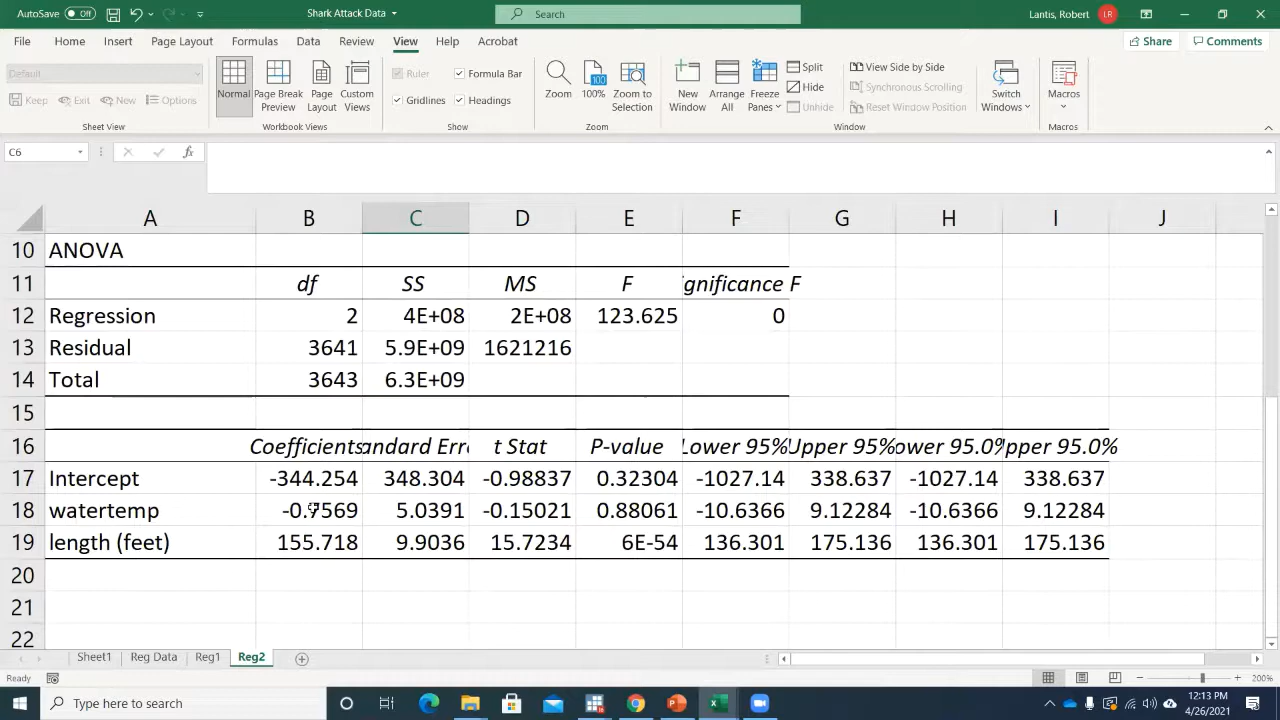 AutoSave Off Shark Attack Data Search Lantis, Robert LR
File Home Insert Page Layout Formulas Data Review View Help Acrobat Share Comments
Default
Keep Exit New Options
Sheet View
Normal Page Break Preview Page Layout Custom Views
Workbook Views
Ruler Formula Bar
Gridlines Headings
Show
Zoom 100 100% Zoom to Selection
Zoom
New Window Arrange All Freeze Panes
Split
Hide
Unhide
View Side by Side
Synchronous Scrolling
Reset Window Position
Window
Switch Windows
Macros
Macros
C6 fx
A B C D E F G H I J
10 ANOVA
11 df SS MS F gnificance F
12 Regression 2 4E+08 2E+08 123.625 0
13 Residual 3641 5.9E+09 1621216
14 Total 3643 6.3E+09
15
16 Coefficients andard Erro t Stat P-value Lower 95% Upper 95% ower 95.0% pper 95.0%
17 Intercept -344.254 348.304 -0.98837 0.32304 -1027.14 338.637 -1027.14 338.637
18 watertemp -0.7569 5.0391 -0.15021 0.88061 -10.6366 9.12284 -10.6366 9.12284
19 length (feet) 155.718 9.9036 15.7234 6E-54 136.301 175.136 136.301 175.136
20
21
22
Sheet1 Reg Data Reg1 Reg2
Ready 200%
Type here to search 12:13 PM
4/26/2021